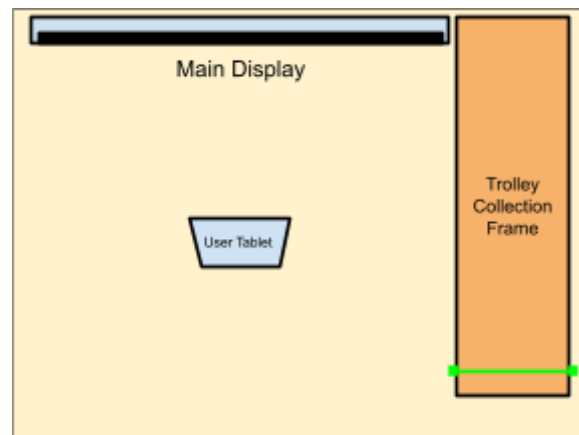 Main Display
User Tablet
Trolley
Collection
Frame